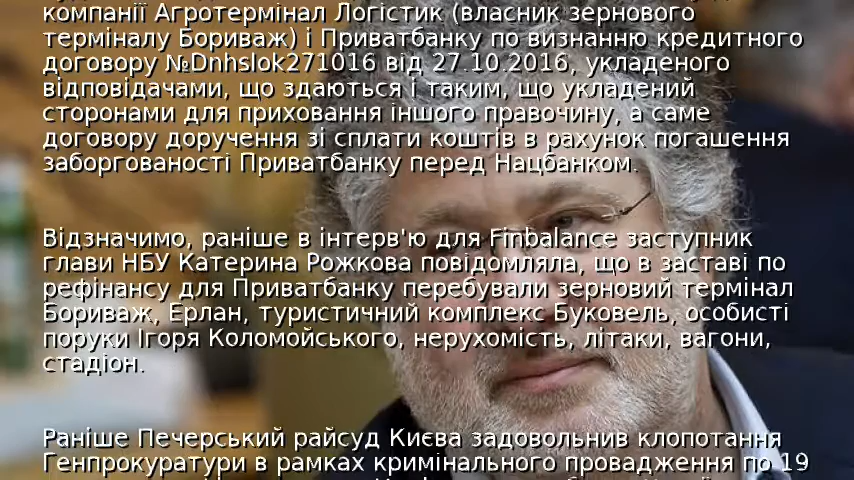 компанії Агротермінал Логістик (власник зернового
терміналу Бориваж) і Приватбанку по визнанню кредитного
договору №Dnhslok271016 від 27.10.2016, укладеного
відповідачами, що здаються і таким, що укладений
сторонами для приховання іншого правочину, а саме
договору доручення зі сплати коштів в рахунок погашення
заборгованості Приватбанку перед Нацбанком.
Відзначимо, раніше в інтерв'ю для Finbalance заступник
глави НБУ Катерина Рожкова повідомляла, що в заставі по
рефінансу для Приватбанку перебували зерновий термінал
Бориваж, Ерлан, туристичний комплекс Буковель, особисті
поруки Ігоря Коломойського, нерухомість, літаки, вагони,
стадіон.
Раніше Печерський райсуд Києва задовольнив клопотання
Генпрокуратури в рамках кримінального провадження по 19